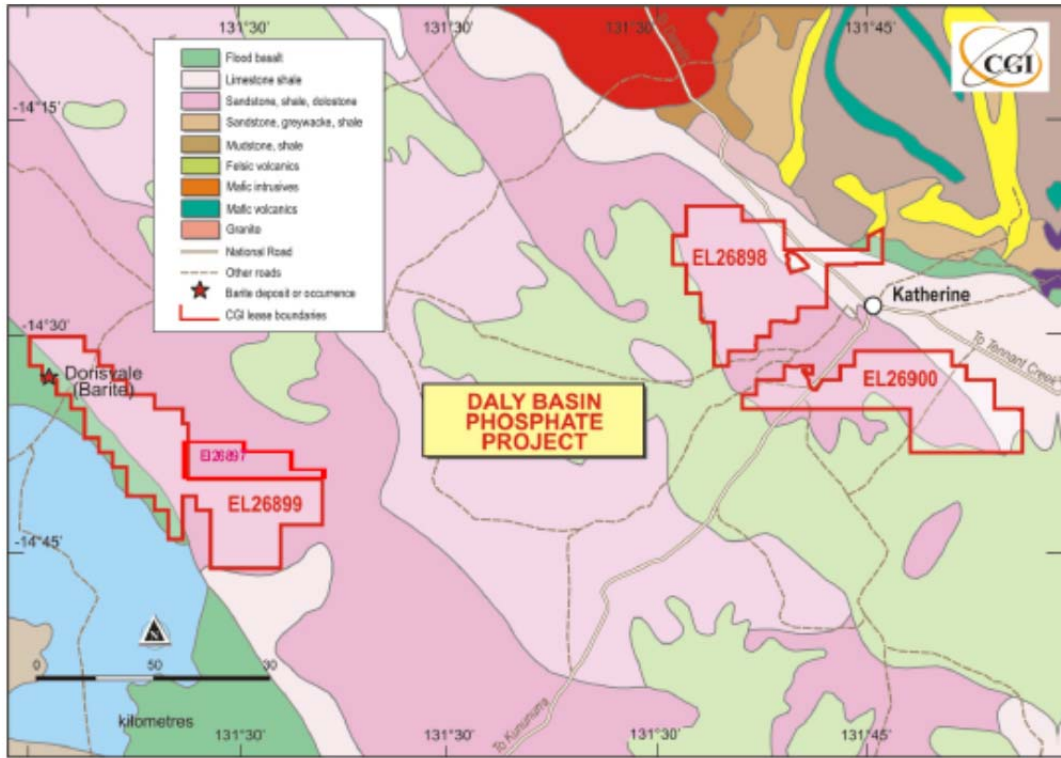 131°30'
131°30'
131°30'
131°45'
CGI
To Darwin
-14°15'
Flood basalt
Limestone shale
Sandstone, shale, dolostone
Sandstone, greywacke, shale
Mudstone, shale
Felsic volcanics
Mafic intrusives
Mafic volcanics
Granite
National Road
Other roads
Barite deposit or occurrence
CGI lease boundaries
EL26898
Katherine
-14°30'
To Tennant Creek
Dorisvale
(Barite)
EL26900
DALY BASIN
PHOSPHATE
PROJECT
El26897
EL26899
-14°45'
N
0 50 30
kilometres
To Kununurra
131°30'
131°30'
131°30'
131°45'